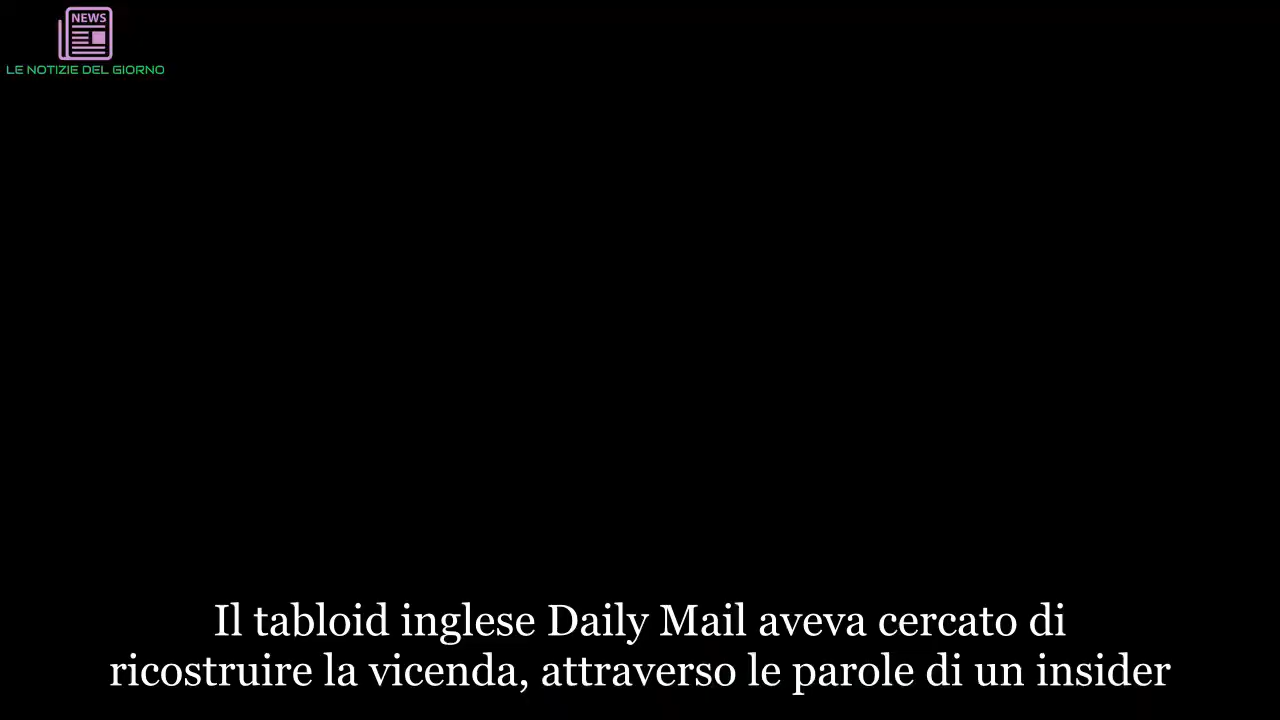 NEWS
LE NOTIZIE DEL GIORNO
Il tabloid inglese Daily Mail aveva cercato di
ricostruire la vicenda, attraverso le parole di un insider